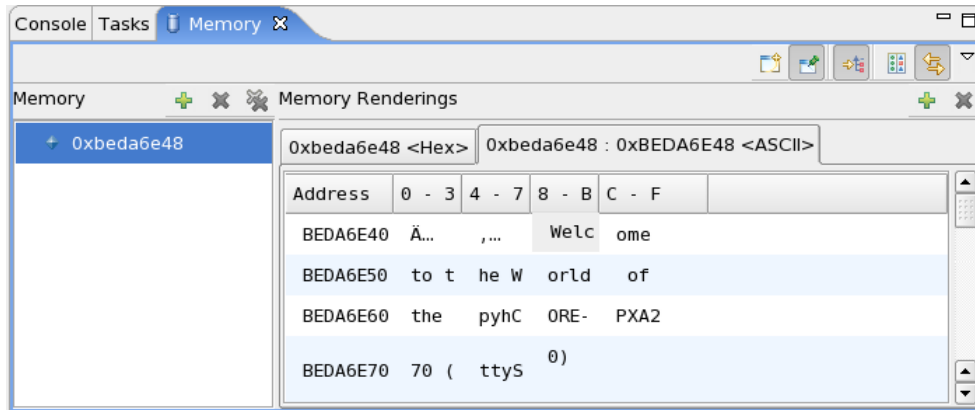 Console Tasks Memory
Memory Memory Renderings
0xbeda6e48
0xbeda6e48 <Hex> 0xbeda6e48 : 0xBEDA6E48 <ASCII>
Address 0 - 3 4 - 7 8 - B C - F
BEDA6E40 Ä… ,… Welc ome
BEDA6E50 to t he W orld of
BEDA6E60 the pyhC ORE- PXA2
BEDA6E70 70 ( ttyS 0)